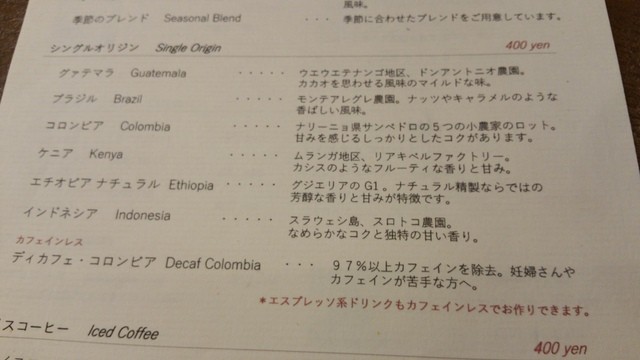 風味。
季節のブレンド Seasonal Blend ・・・ 季節に合わせたブレンドをご用意しています。
シングルオリジン Single Origin 400 yen
グァテマラ Guatemala ・・・・・ ウエウエテナンゴ地区、ドンアントニオ農園。
カカオを思わせる風味のマイルドな味。
ブラジル Brazil ・・・・・ モンテアレグレ農園。ナッツやキャラメルのような
香ばしい風味。
コロンビア Colombia ・・・・・ ナリーニョ県サンペドロの5つの小農家のロット。
甘みを感じるしっかりとしたコクがあります。
ケニア Kenya ・・・・・ ムランガ地区、リアキベルファクトリー。
カシスのようなフルーティな香りと甘み。
エチオピア ナチュラル Ethiopia ・・・・・ グジエリアのG1。ナチュラル精製ならではの
芳醇な香りと甘みが特徴です。
インドネシア Indonesia ・・・・・ スラウェシ島、スロトコ農園。
なめらかなコクと独特の甘い香り。
カフェインレス
ディカフェ・コロンビア Decaf Colombia ・・・ 97%以上カフェインを除去。妊婦さんや
カフェインが苦手な方へ。
*エスプレッソ系ドリンクもカフェインレスでお作りできます。
スコーヒー Iced Coffee 400 yen